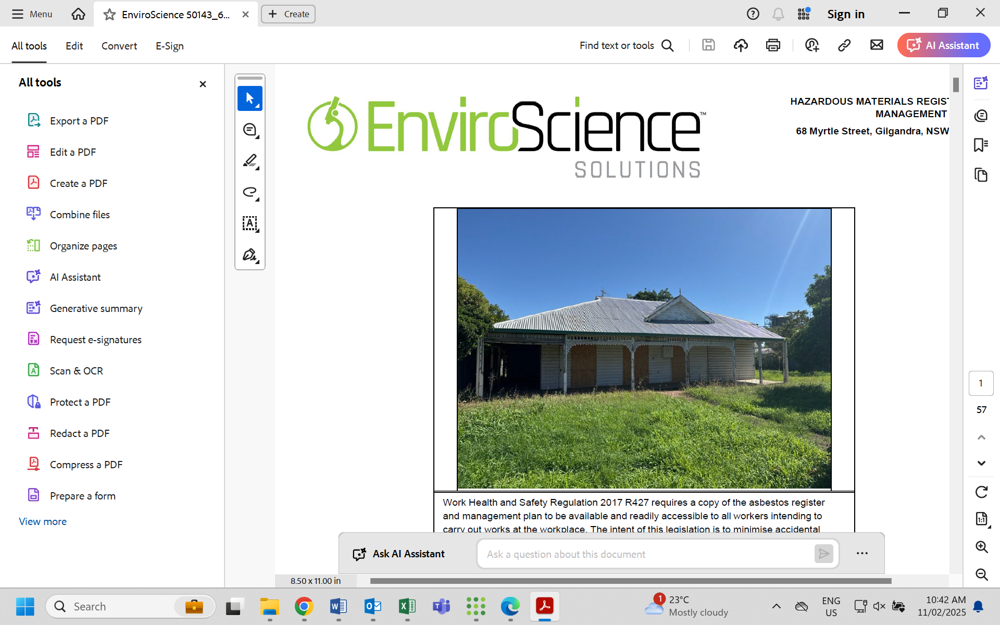 Menu
EnviroScience 50143_6...
Create
Sign in
All tools
Edit
Convert
E-Sign
Find text or tools
AI Assistant
All tools
Export a PDF
Edit a PDF
Create a PDF
Combine files
Organize pages
AI Assistant
Generative summary
Request e-signatures
Scan & OCR
Protect a PDF
Redact a PDF
Compress a PDF
Prepare a form
View more
EnviroScience™
SOLUTIONS
HAZARDOUS MATERIALS REGIST
MANAGEMENT
68 Myrtle Street, Gilgandra, NSW
Work Health and Safety Regulation 2017 R427 requires a copy of the asbestos register
and management plan to be available and readily accessible to all workers intending to
carry out works at the workplace. The intent of this legislation is to minimise accidental
Ask AI Assistant
Ask a question about this document
8.50 x 11.00 in
1
57
1:1
Search
1
23°C
Mostly cloudy
ENG
US
10:42 AM
11/02/2025